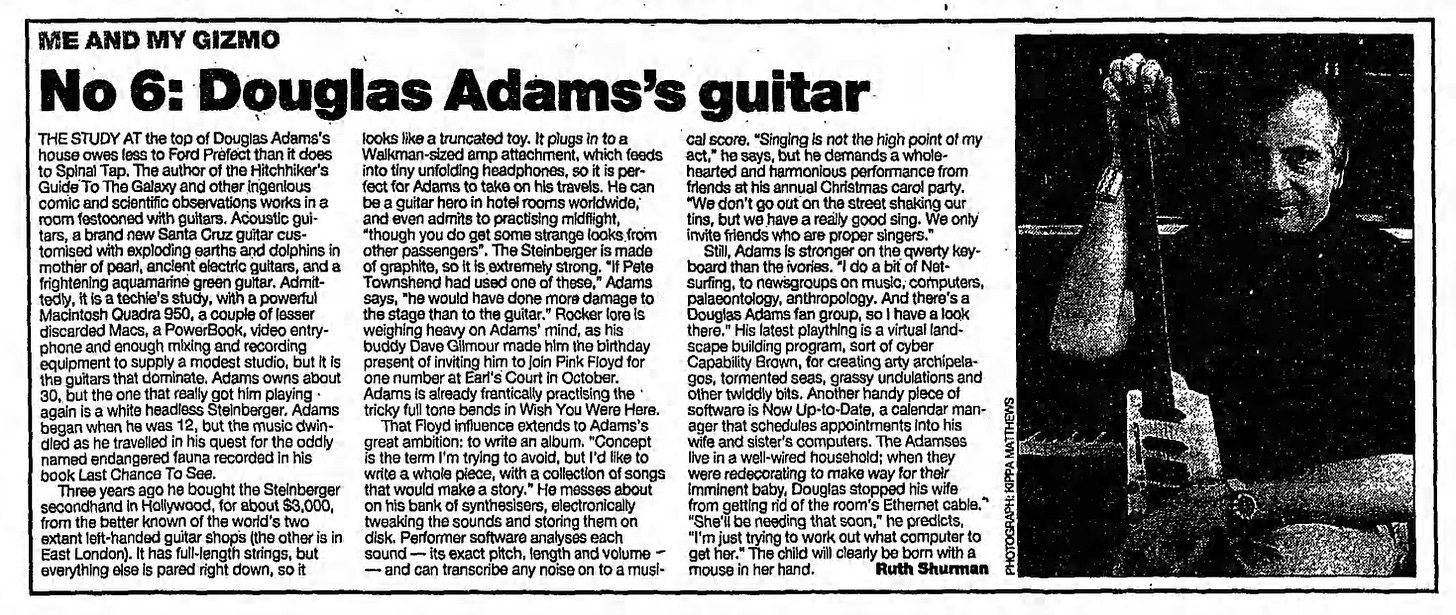 ME AND MY GIZMO
No 6: Douglas Adams's guitar
THE STUDY AT the top of Douglas Adams's
house owes less to Ford Prefect than it does
to Spinal Tap. The author of the Hitchhiker's
Guide To The Galaxy and other ingenious
comic and scientific observations works in a
room festooned with guitars. Acoustic gui-
tars, a brand new Santa Cruz guitar cus-
tomised with exploding earths and dolphins in
mother of pearl, ancient electric guitars, and a
frightening aquamarine green guitar. Admit-
tedly, it is a techie's study, with a powerful
Macintosh Quadra 950, a couple of lesser
discarded Macs, a PowerBook, video entry-
phone and enough mixing and recording
equipment to supply a modest studio, but it is
the guitars that dominate. Adams owns about
30, but the one that really got him playing
again is a white headless Steinberger. Adams
began when he was 12, but the music dwin-
dled as he travelled in his quest for the oddly
named endangered fauna recorded in his
book Last Chance To See.
Three years ago he bought the Steinberger
secondhand in Hollywood, for about $3,000,
from the better known of the world's two
extant left-handed guitar shops (the other is in
East London). It has full-length strings, but
everything else is pared right down, so it
looks like a truncated toy. It plugs in to a
Walkman-sized amp attachment, which feeds
into tiny unfolding headphones, so it is per-
fect for Adams to take on his travels. He can
be a guitar hero in hotel rooms worldwide,
and even admits to practising midflight,
"though you do get some strange looks from
other passengers". The Steinberger is made
of graphite, so it is extremely strong. "If Pete
Townshend had used one of these," Adams
says, "he would have done more damage to
the stage than to the guitar." Rocker lore is
weighing heavy on Adams' mind, as his
buddy Dave Gilmour made him the birthday
present of inviting him to join Pink Floyd for
one number at Earl's Court in October.
Adams is already frantically practising the
tricky full tone bends in Wish You Were Here.
That Floyd influence extends to Adams's
great ambition: to write an album. "Concept
is the term I'm trying to avoid, but I'd like to
write a whole piece, with a collection of songs
that would make a story." He messes about
on his bank of synthesisers, electronically
tweaking the sounds and storing them on
disk. Performer software analyses each
sound — its exact pitch, length and volume —
— and can transcribe any noise on to a musi-
cal score. "Singing is not the high point of my
act," he says, but he demands a whole-
hearted and harmonious performance from
friends at his annual Christmas carol party.
"We don't go out on the street shaking our
tins, but we have a really good sing. We only
invite friends who are proper singers."
Still, Adams is stronger on the qwerty key-
board than the ivories. "I do a bit of Net-
surfing, to newsgroups on music, computers,
palaeontology, anthropology. And there's a
Douglas Adams fan group, so I have a look
there." His latest plaything is a virtual land-
scape building program, sort of cyber
Capability Brown, for creating arty archipela-
gos, tormented seas, grassy undulations and
other twiddly bits. Another handy piece of
software is Now Up-to-Date, a calendar man-
ager that schedules appointments into his
wife and sister's computers. The Adamses
live in a well-wired household; when they
were redecorating to make way for their
imminent baby, Douglas stopped his wife
from getting rid of the room's Ethernet cable.
"She'll be needing that soon," he predicts,
"I'm just trying to work out what computer to
get her." The child will clearly be born with a
mouse in her hand. Ruth Shurman
PHOTOGRAPH: KIPPA MATTHEWS